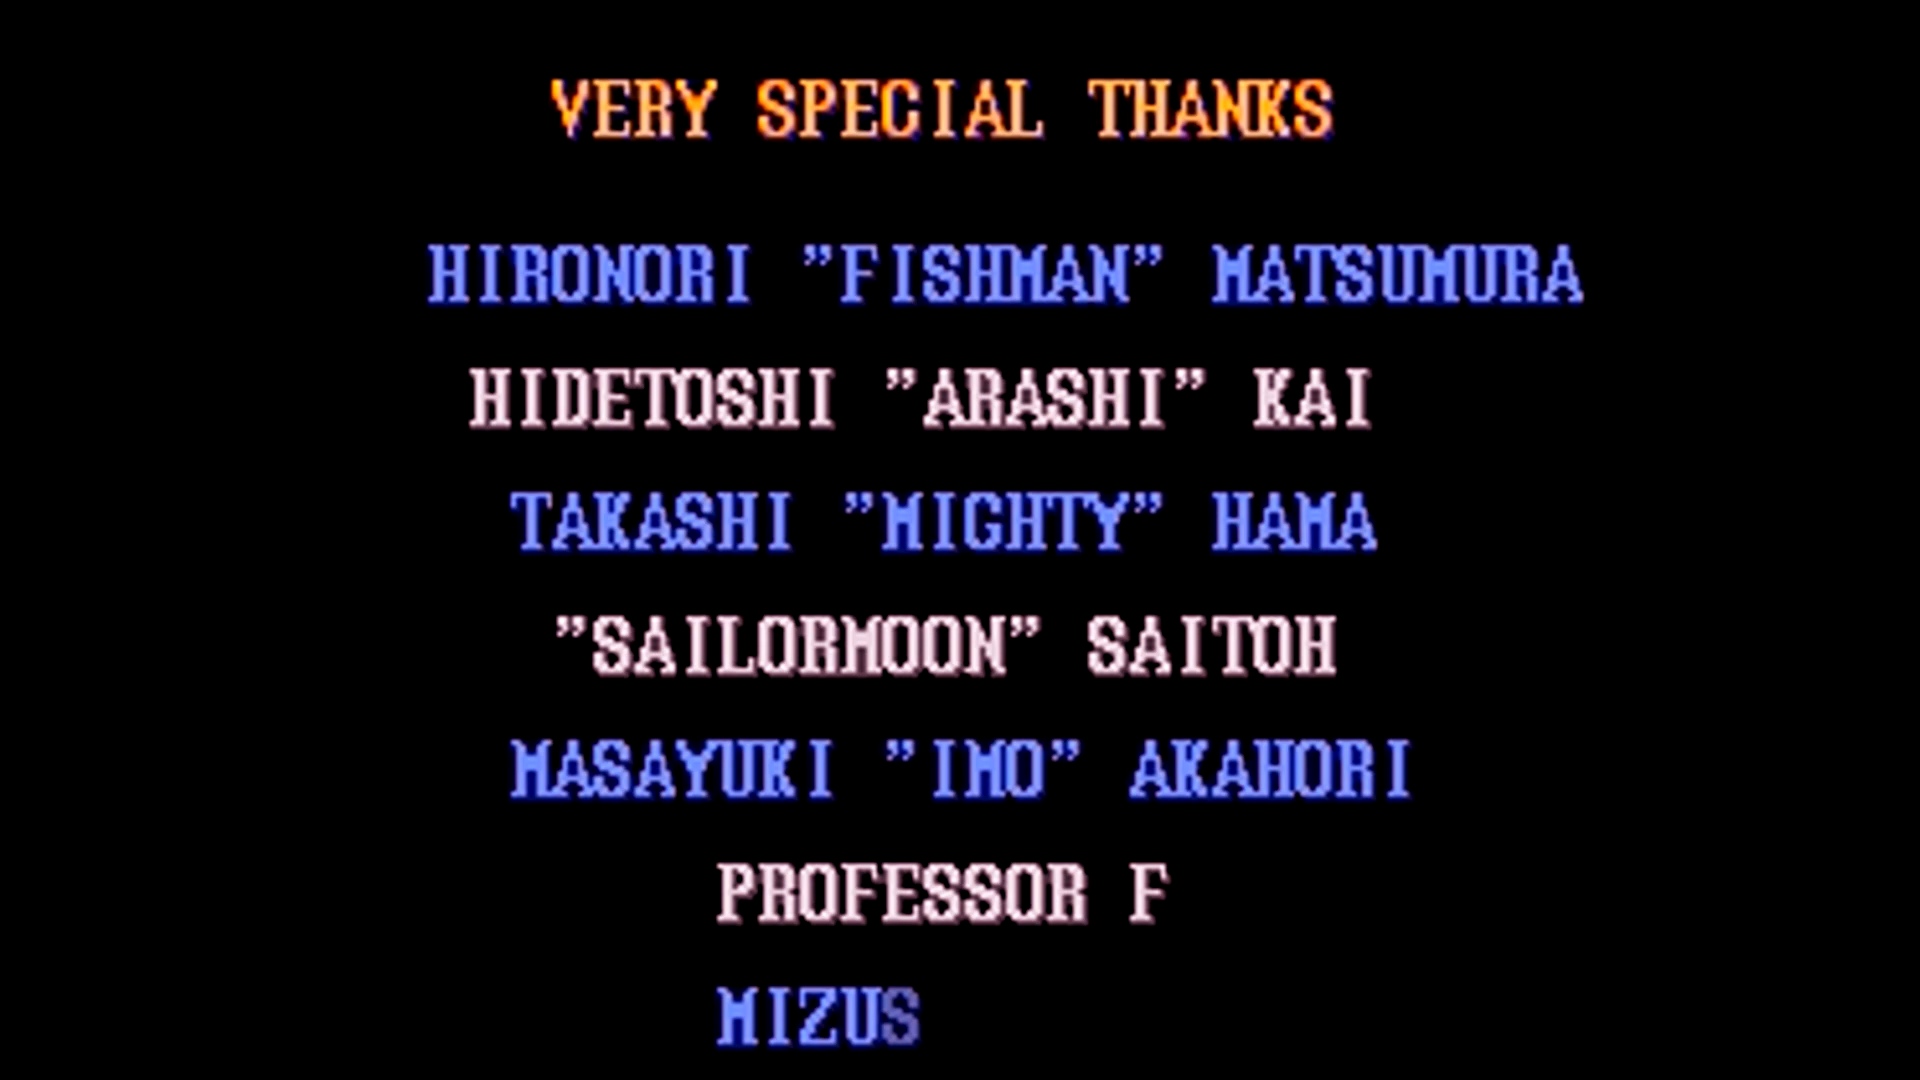 VERY SPECIAL THANKS
HIRONORI ”FISHMAN” MATSUMURA
HIDETOSHI ”ARASHI” KAI
TAKASHI ”MIGHTY” HAMA
”SAILORMOON” SAITOH
MASAYUKI ”IMO” AKAHORI
PROFESSOR F
MIZUS